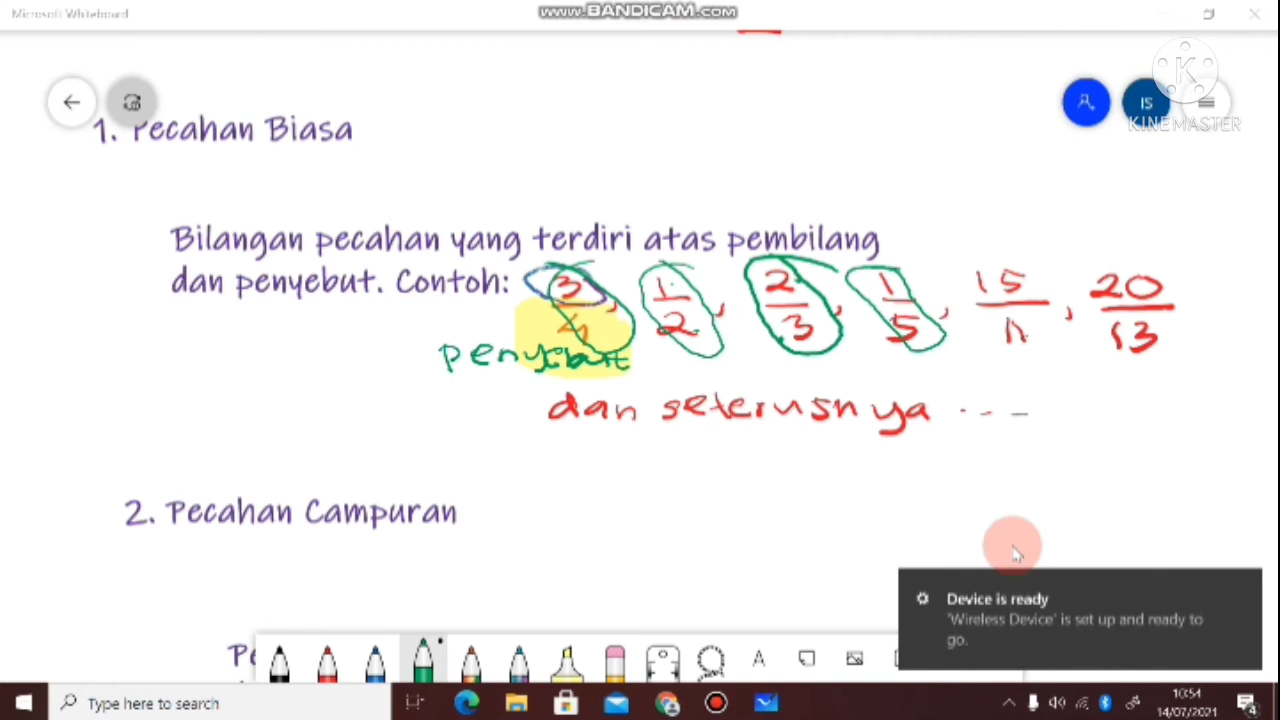 Microsoft Whiteboard
www.BANDICAM.com
IS
KINEMASTER
1. Pecahan Biasa
Bilangan pecahan yang terdiri atas pembilang
dan penyebut. Contoh: 3/4, 1/2, 2/3, 1/5, 15/11, 20/13
penyebut
dan seterusnya ...
2. Pecahan Campuran
Device is ready
'Wireless Device' is set up and ready to
go.
Pe
A
Type here to search
10:54
14/07/2021
4